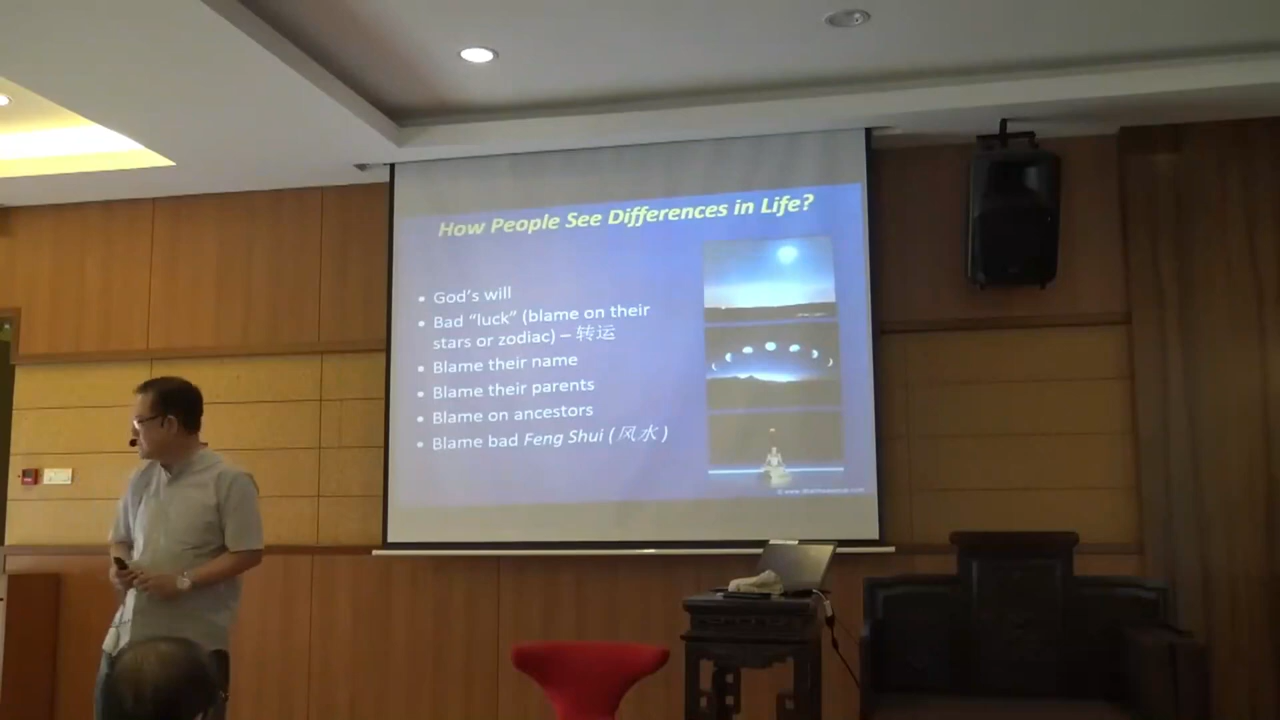 How People See Differences in Life?
• God's will
• Bad "luck" (blame on their
stars or zodiac) – 转运
• Blame their name
• Blame their parents
• Blame on ancestors
• Blame bad Feng Shui (风水)